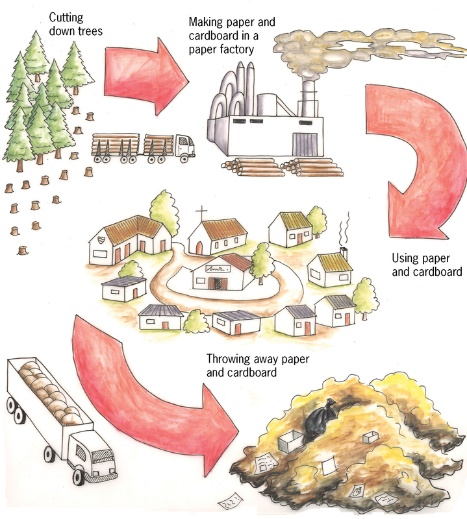 Cutting
down trees
Making paper and
cardboard in a
paper factory
Using paper
and cardboard
Throwing away paper
and cardboard